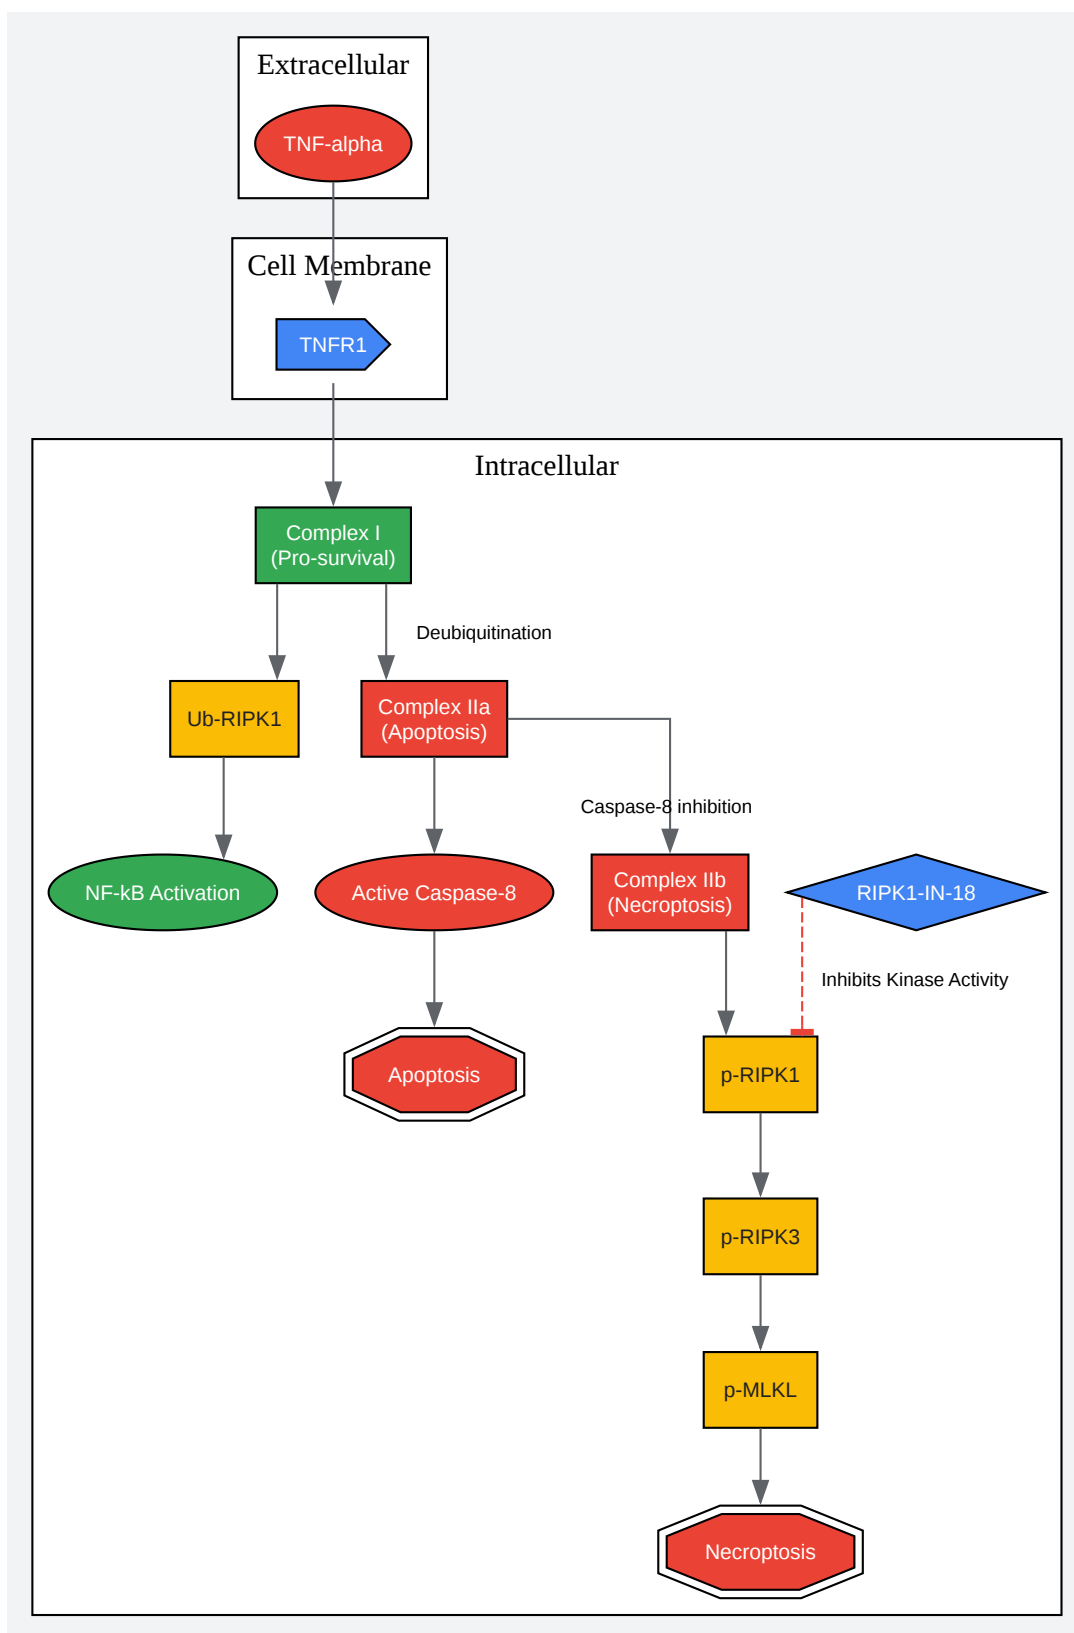 Extracellular
TNF-alpha
Cell Membrane
TNFR1
Intracellular
Complex I
(Pro-survival)
Deubiquitination
Ub-RIPK1
Complex IIa
(Apoptosis)
Caspase-8 inhibition
NF-kB Activation
Active Caspase-8
Complex IIb
(Necroptosis)
RIPK1-IN-18
Inhibits Kinase Activity
Apoptosis
p-RIPK1
p-RIPK3
p-MLKL
Necroptosis